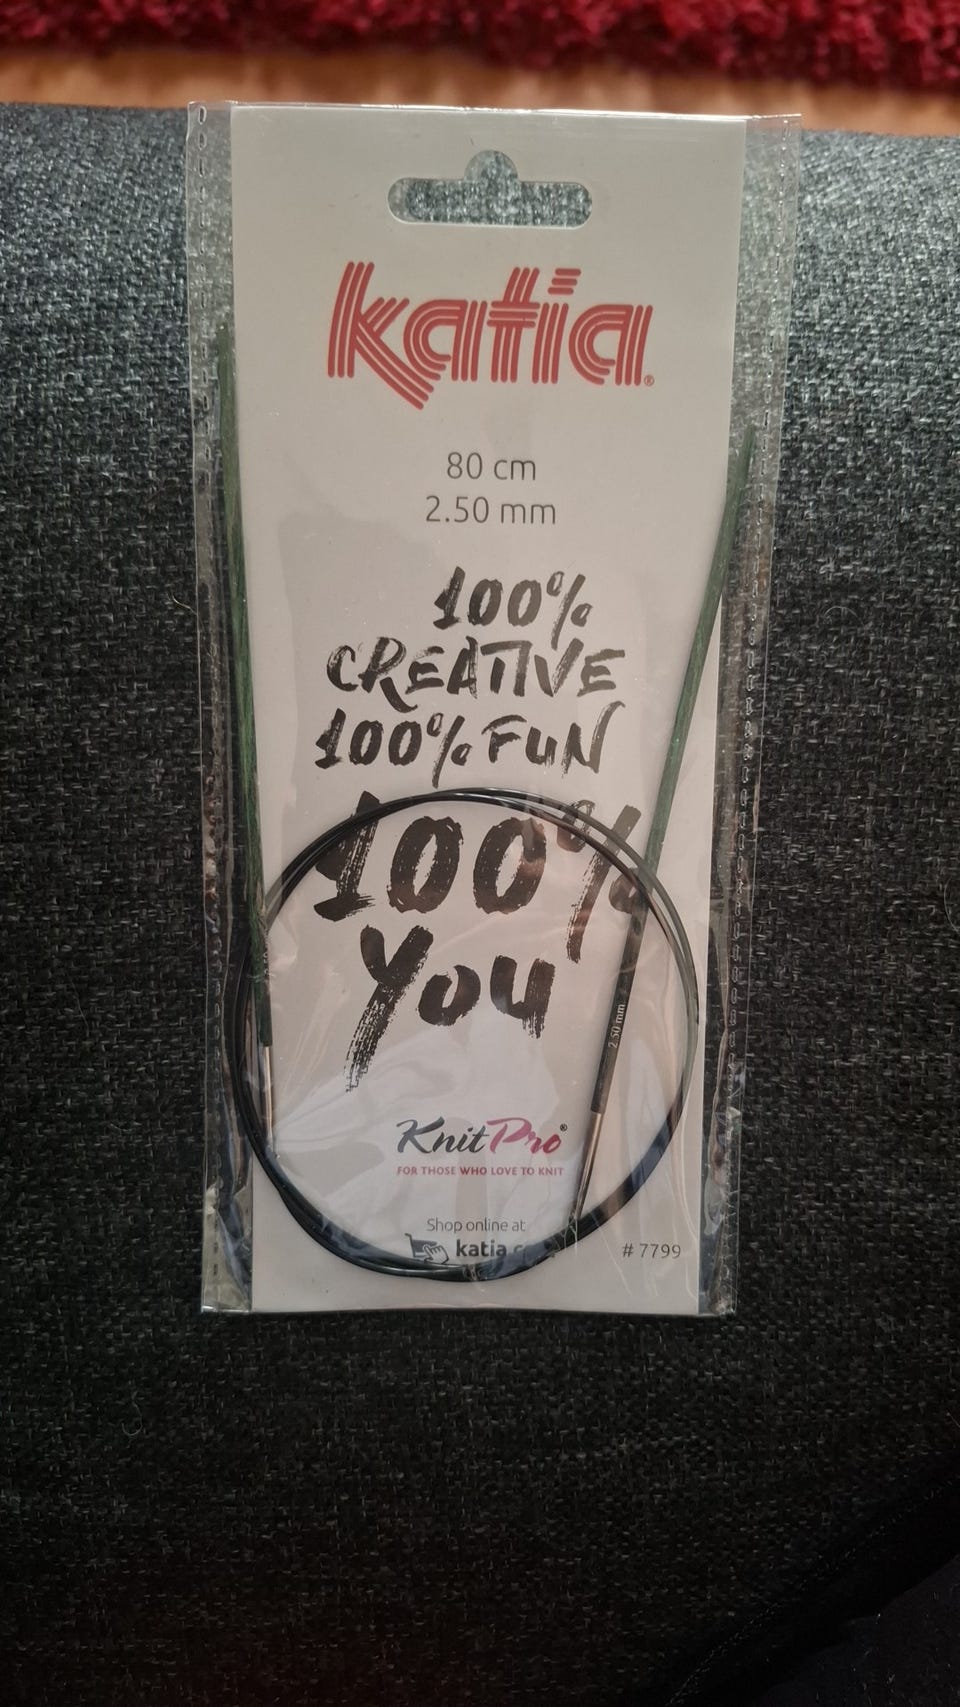 katia®
80 cm
2.50 mm
100%
CREATIVE
100% FUN
100%
You
2.50 mm
KnitPro®
FOR THOSE WHO LOVE TO KNIT
Shop online at
katia
# 7799